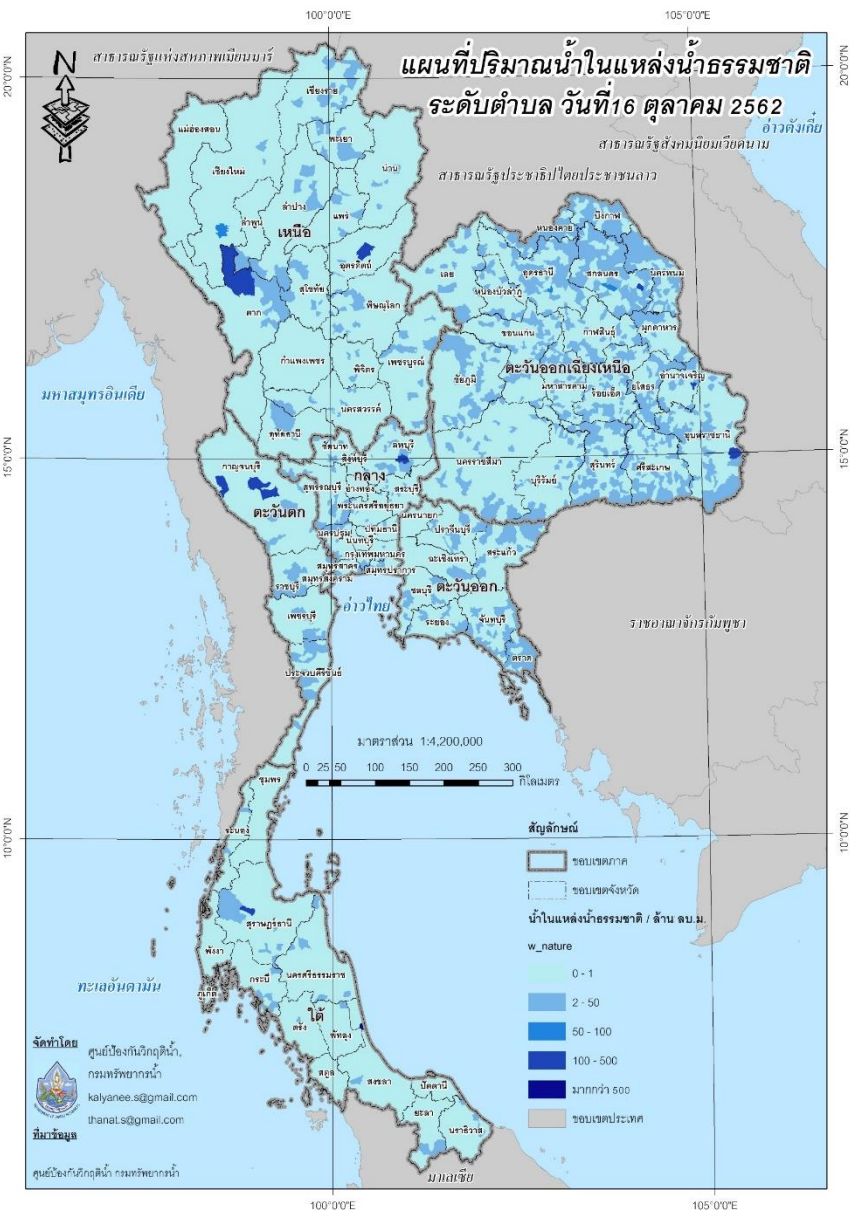 100°0'0"E
105°0'0"E
แผนที่ปริมาณน้ำในแหล่งน้ำธรรมชาติ
ระดับตำบล วันที่16 ตุลาคม 2562
N
สาธารณรัฐแห่งสหภาพเมียนมาร์
อ่าวตังเกี๋ย
สาธารณรัฐสังคมนิยมเวียดนาม
สาธารณรัฐประชาธิปไตยประชาชนลาว
20°0'0"N
20°0'0"N
เชียงราย
แม่ฮ่องสอน
พะเยา
เชียงใหม่
น่าน
ลำปาง
ลำพูน
แพร่
เหนือ
อุตรดิตถ์
สุโขทัย
ตาก
พิษณุโลก
กำแพงเพชร
พิจิตร
เพชรบูรณ์
นครสวรรค์
อุทัยธานี
บึงกาฬ
หนองคาย
เลย
อุดรธานี
สกลนคร
นครพนม
หนองบัวลำภู
ขอนแก่น
กาฬสินธุ์
มุกดาหาร
ตะวันออกเฉียงเหนือ
ชัยภูมิ
มหาสารคาม
ร้อยเอ็ด
ยโสธร
อำนาจเจริญ
อุบลราชธานี
นครราชสีมา
บุรีรัมย์
สุรินทร์
ศรีสะเกษ
มหาสมุทรอินเดีย
15°0'0"N
15°0'0"N
ชัยนาท
ลพบุรี
สิงห์บุรี
กลาง
กาญจนบุรี
สุพรรณบุรี
อ่างทอง
สระบุรี
ตะวันตก
พระนครศรีอยุธยา
นครนายก
นครปฐม
ปทุมธานี
ปราจีนบุรี
นนทบุรี
สระแก้ว
กรุงเทพมหานคร
ฉะเชิงเทรา
สมุทรสาคร
สมุทรปราการ
สมุทรสงคราม
ราชบุรี
ชลบุรี
ตะวันออก
อ่าวไทย
เพชรบุรี
ระยอง
จันทบุรี
ราชอาณาจักรกัมพูชา
ตราด
ประจวบคีรีขันธ์
มาตราส่วน 1:4,200,000
0 25 50 100 150 200 250 300
กิโลเมตร
ชุมพร
ระนอง
10°0'0"N
10°0'0"N
สุราษฎร์ธานี
พังงา
กระบี่
นครศรีธรรมราช
ภูเก็ต
ทะเลอันดามัน
ใต้
ตรัง
พัทลุง
สตูล
สงขลา
ปัตตานี
ยะลา
นราธิวาส
มาเลเซีย
สัญลักษณ์
ขอบเขตภาค
ขอบเขตจังหวัด
น้ำในแหล่งน้ำธรรมชาติ / ล้าน ลบ.ม.
w_nature
0 - 1
2 - 50
50 - 100
100 - 500
มากกว่า 500
ขอบเขตประเทศ
จัดทำโดย
ศูนย์ป้องกันวิกฤติน้ำ,
กรมทรัพยากรน้ำ
kalyanee.s@gmail.com
thanat.s@gmail.com
ที่มาข้อมูล
ศูนย์ป้องกันวิกฤติน้ำ กรมทรัพยากรน้ำ
100°0'0"E
105°0'0"E